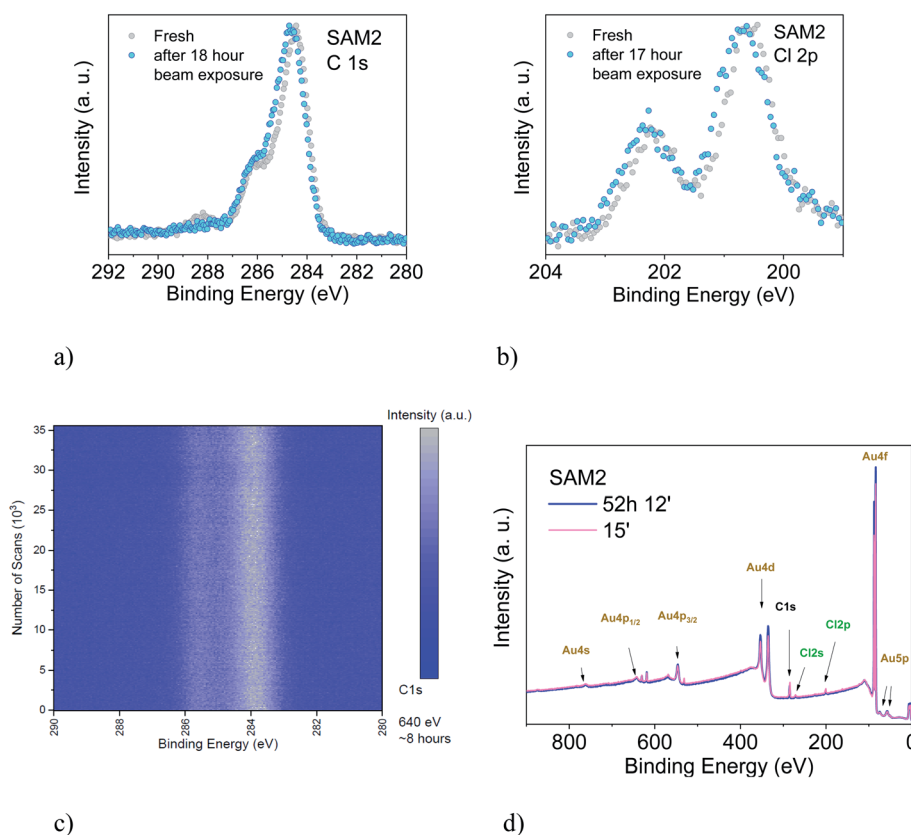 Fresh
after 18 hour
beam exposure
SAM2
C 1s
Intensity (a. u.)
292 290 288 286 284 282 280
Binding Energy (eV)
a)
Fresh
after 17 hour
beam exposure
SAM2
Cl 2p
Intensity (a. u.)
204 202 200
Binding Energy (eV)
b)
Intensity (a.u.)
Number of Scans (10³)
35
30
25
20
15
10
5
0
290 288 286 284 282 280
Binding Energy (eV)
C1s
640 eV
~8 hours
c)
SAM2
52h 12'
15'
Au4f
Au4d
C1s
Cl2p
Cl2s
Au4p3/2
Au4p1/2
Au4s
Au5p
Intensity (a. u.)
800 600 400 200 0
Binding Energy (eV)
d)